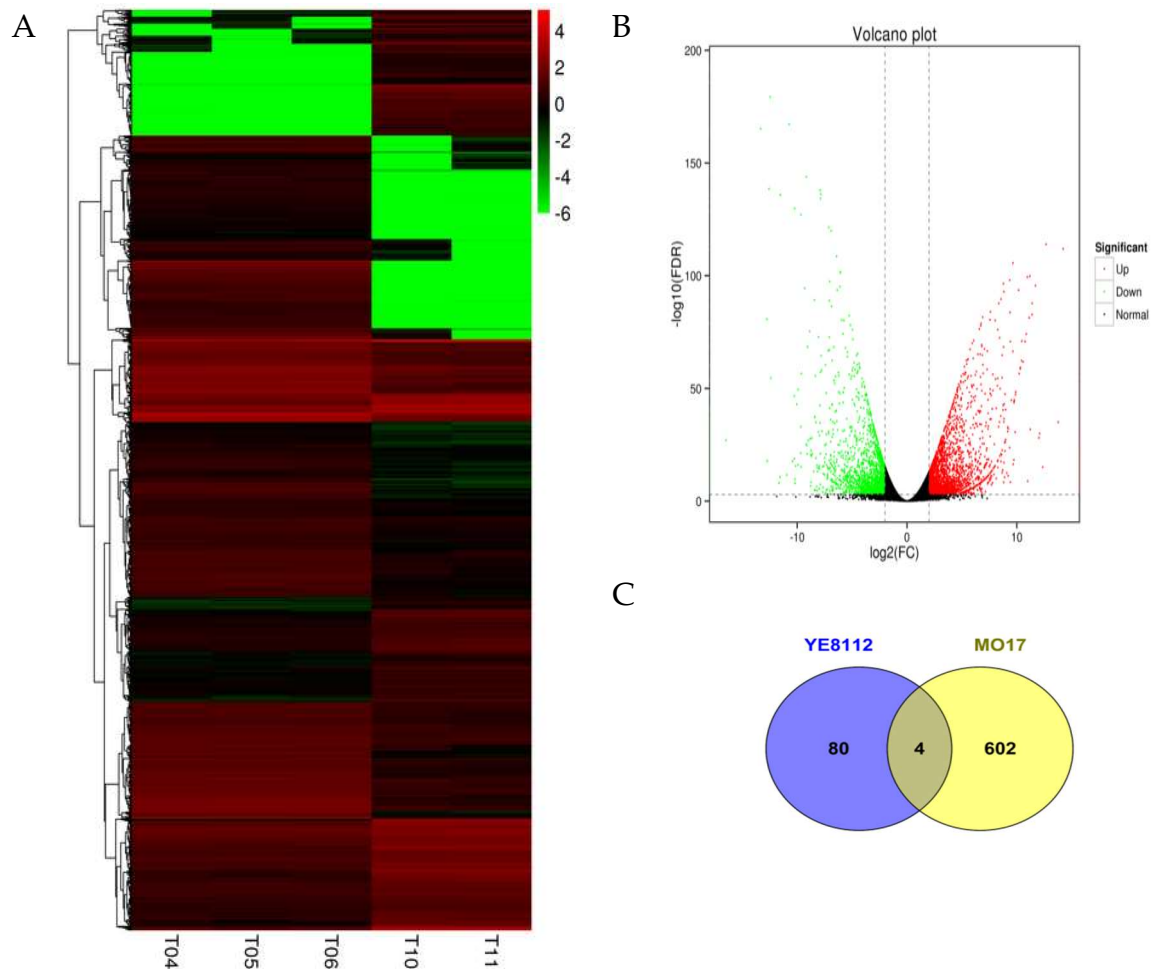 A
4
2
0
-2
-4
-6
T04
T05
T06
T10
T11
B
Volcano plot
200
150
100
50
0
-log10(FDR)
-10
0
10
log2(FC)
Significant
Up
Down
Normal
C
YE8112
MO17
80
4
602